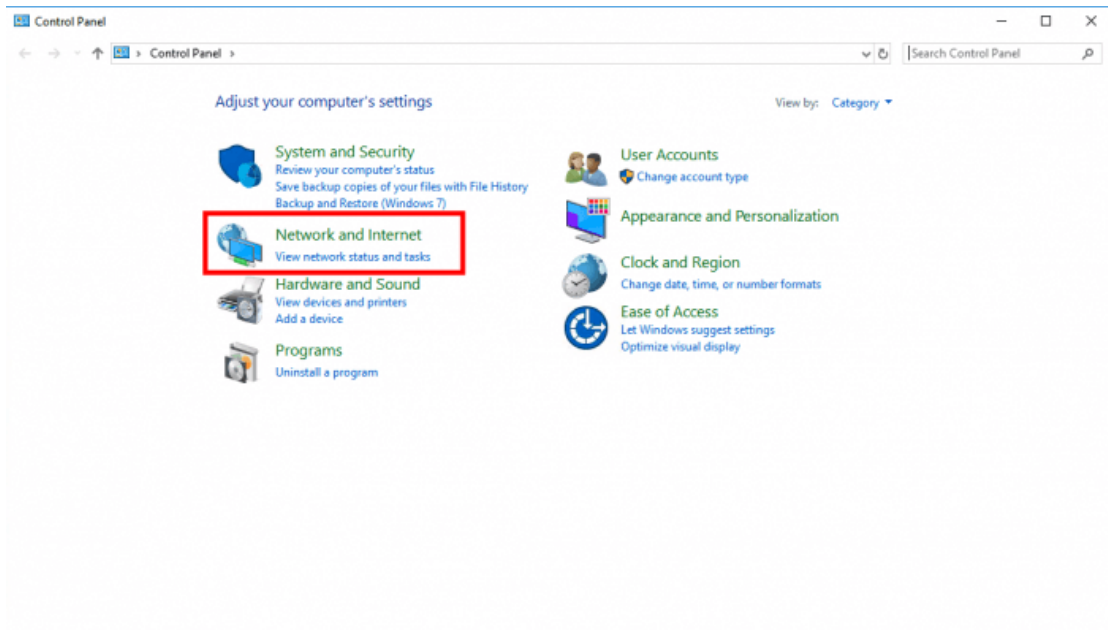 Control Panel
Control Panel
Search Control Panel
Adjust your computer's settings
View by: Category
System and Security
Review your computer's status
Save backup copies of your files with File History
Backup and Restore (Windows 7)
Network and Internet
View network status and tasks
Hardware and Sound
View devices and printers
Add a device
Programs
Uninstall a program
User Accounts
Change account type
Appearance and Personalization
Clock and Region
Change date, time, or number formats
Ease of Access
Let Windows suggest settings
Optimize visual display